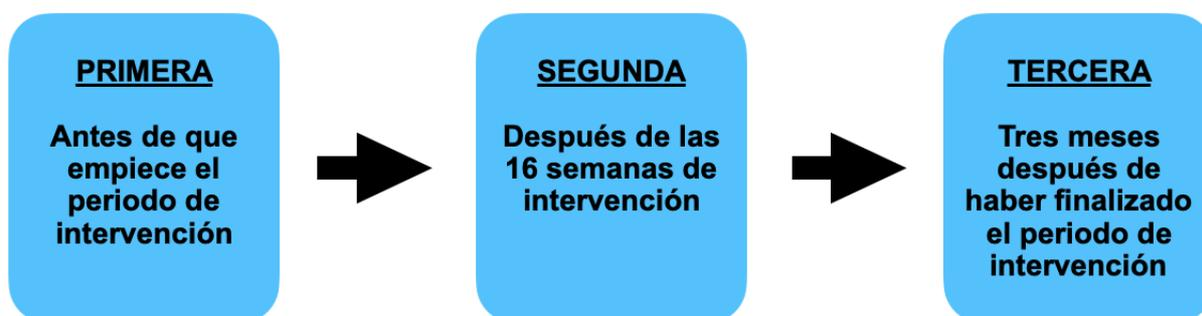 PRIMERA
Antes de que
empiece el
periodo de
intervención
SEGUNDA
Después de las
16 semanas de
intervención
TERCERA
Tres meses
después de
haber finalizado
el periodo de
intervención